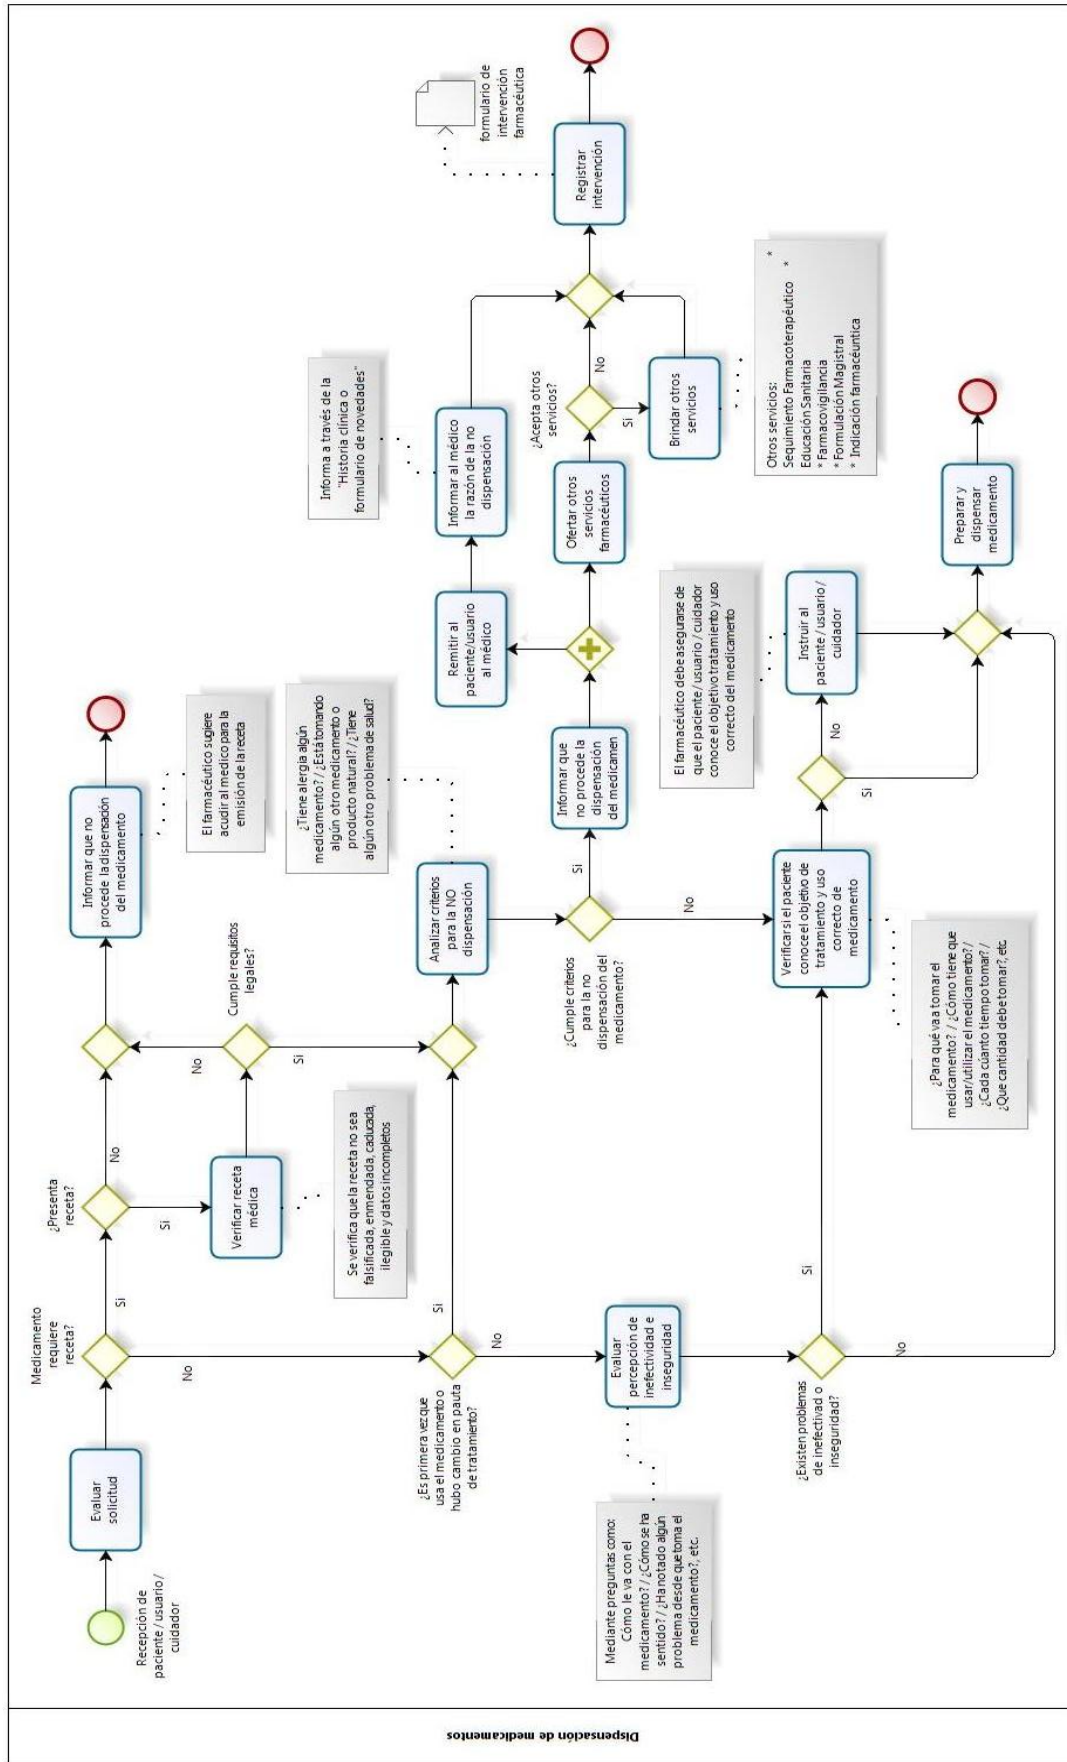 Dispensación de medicamentos
Recepción de
paciente / usuario /
cuidador
Evaluar
solicitud
Medicamento
requiere
receta?
Si
No
¿Presenta
receta?
No
Si
Verificar receta
médica
Se verifica que la receta no sea
falsificada, enmendada, caducada,
ilegible y datos incompletos
Cumple requisitos
legales?
No
Si
Informar que no
procede la dispensación
del medicamento
El farmacéutico sugiere
acudir al medico para la
emisión de la receta
¿Es primera vez que
usa el medicamento o
hubo cambio en pauta
de tratamiento?
Si
No
Analizar criterios
para la NO
dispensación
¿Tiene alergia algún
medicamento? / ¿Está tomando
algún otro medicamento o
producto natural? / ¿Tiene
algún otro problema de salud?
¿Cumple criterios
para la no
dispensación del
medicamento?
Si
No
Informar que
no procede la
dispensación
del medicamen
Remitir al
paciente/usuario
al médico
Informar al médico
la razón de la no
dispensación
Informa a través de la
"Historia clínica o
formulario de novedades"
Ofertar otros
servicios
farmacéuticos
¿Acepta otros
servicios?
No
Si
Brindar otros
servicios
Otros servicios: *
Sequimiento Farmacoterapéutico *
Educación Sanitaria
* Farmacovigilancia
* Formulación Magistral
* Indicación farmacéuntica
Registrar
intervención
formulario de
intervención
farmacéutica
Evaluar
percepción de
inefectividad e
inseguridad
Mediante preguntas como:
Cómo le va con el
medicamento? / ¿Cómo se ha
sentido? / ¿Ha notado algún
problema desde que toma el
medicamento?, etc.
¿Existen problemas
de inefectivad o
inseguridad?
Si
No
Verificar si el paciente
conoce el objetivo de
tratamiento y uso
correcto de
medicamento
¿Para qué va a tomar el
medicamento? / ¿Cómo tiene que
usar/utilizar el medicamento? /
¿Cada cúanto tiempo tomar? /
¿Que cantidad debe tomar?, etc.
No
Si
Instruir al
paciente / usuario /
cuidador
El farmacéutico debe asegurarse de
que el paciente / usuario / cuidador
conoce el objetivo tratamiento y uso
correcto del medicamento
Preparar y
dispensar
medicamento